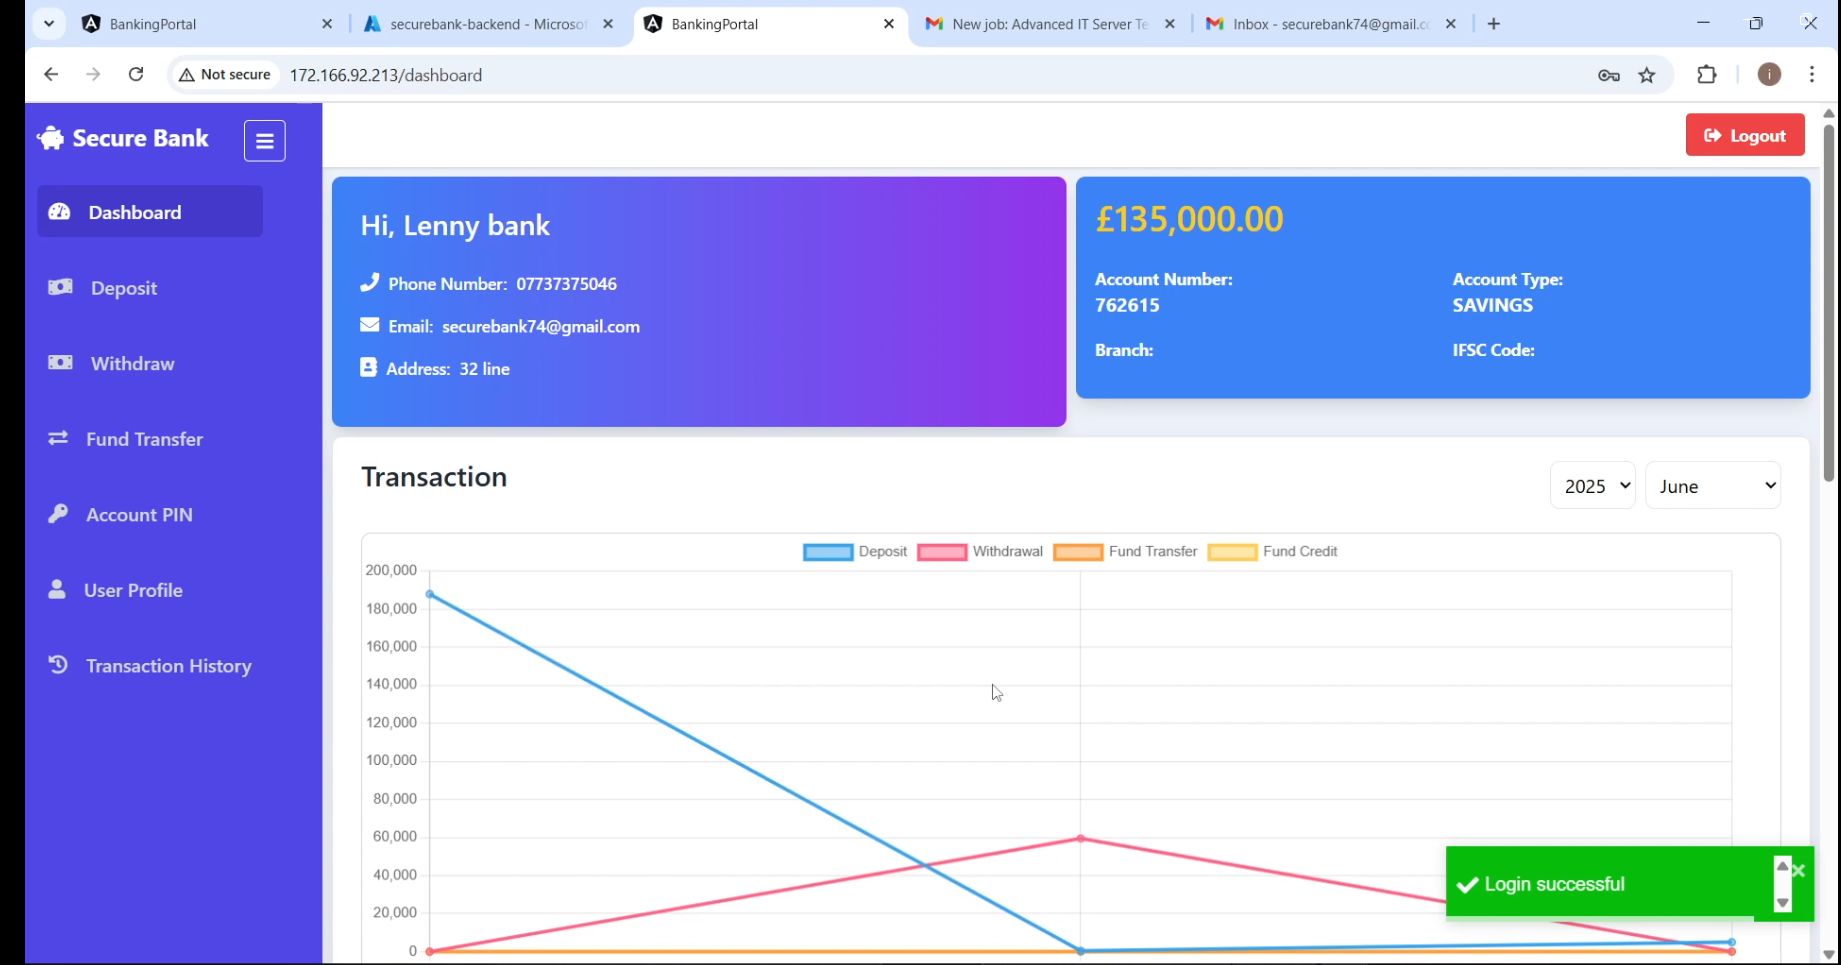 BankingPortal
securebank-backend - Microsof
BankingPortal
New job: Advanced IT Server Te
Inbox - securebank74@gmail.co
Not secure
172.166.92.213/dashboard
i
Secure Bank
Logout
Dashboard
Deposit
Withdraw
Fund Transfer
Account PIN
User Profile
Transaction History
Hi, Lenny bank
Phone Number: 07737375046
Email: securebank74@gmail.com
Address: 32 line
£135,000.00
Account Number:
762615
Account Type:
SAVINGS
Branch:
IFSC Code:
Transaction
2025
June
Deposit
Withdrawal
Fund Transfer
Fund Credit
200,000
180,000
160,000
140,000
120,000
100,000
80,000
60,000
40,000
20,000
0
Login successful